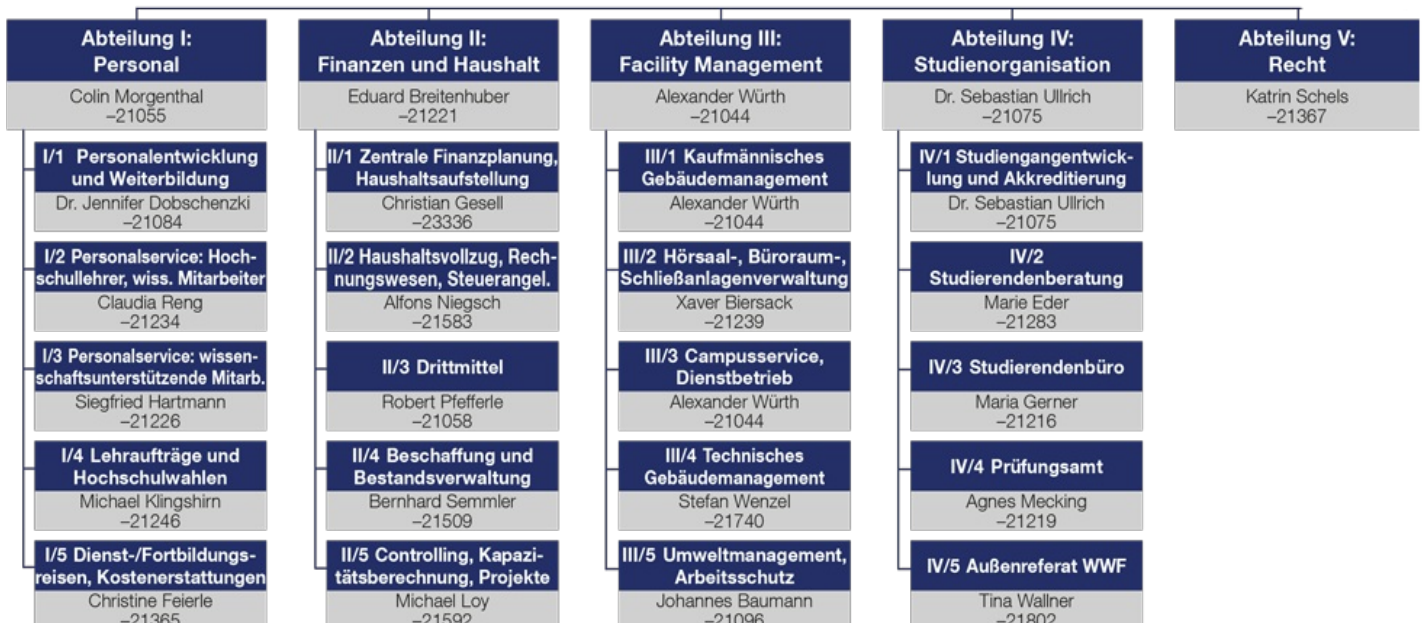 Abteilung I:
Personal
Colin Morgenthal
–21055
I/1 Personalentwicklung
und Weiterbildung
Dr. Jennifer Dobschenzki
–21084
I/2 Personalservice: Hoch-
schullehrer, wiss. Mitarbeiter
Claudia Reng
–21234
I/3 Personalservice: wissen-
schaftsunterstützende Mitarb.
Siegfried Hartmann
–21226
I/4 Lehraufträge und
Hochschulwahlen
Michael Klingshirn
–21246
I/5 Dienst-/Fortbildungs-
reisen, Kostenerstattungen
Christine Feierle
–21365
Abteilung II:
Finanzen und Haushalt
Eduard Breitenhuber
–21221
II/1 Zentrale Finanzplanung,
Haushaltsaufstellung
Christian Gesell
–23336
II/2 Haushaltsvollzug, Rech-
nungswesen, Steuerangel.
Alfons Niegsch
–21583
II/3 Drittmittel
Robert Pfefferle
–21058
II/4 Beschaffung und
Bestandsverwaltung
Bernhard Semmler
–21509
II/5 Controlling, Kapazi-
tätsberechnung, Projekte
Michael Loy
–21592
Abteilung III:
Facility Management
Alexander Würth
–21044
III/1 Kaufmännisches
Gebäudemanagement
Alexander Würth
–21044
III/2 Hörsaal-, Büroraum-,
Schließanlagenverwaltung
Xaver Biersack
–21239
III/3 Campusservice,
Dienstbetrieb
Alexander Würth
–21044
III/4 Technisches
Gebäudemanagement
Stefan Wenzel
–21740
III/5 Umweltmanagement,
Arbeitsschutz
Johannes Baumann
–21096
Abteilung IV:
Studienorganisation
Dr. Sebastian Ullrich
–21075
IV/1 Studiengangentwick-
lung und Akkreditierung
Dr. Sebastian Ullrich
–21075
IV/2
Studierendenberatung
Marie Eder
–21283
IV/3 Studierendenbüro
Maria Gerner
–21216
IV/4 Prüfungsamt
Agnes Mecking
–21219
IV/5 Außenreferat WWF
Tina Wallner
–21802
Abteilung V:
Recht
Katrin Schels
–21367